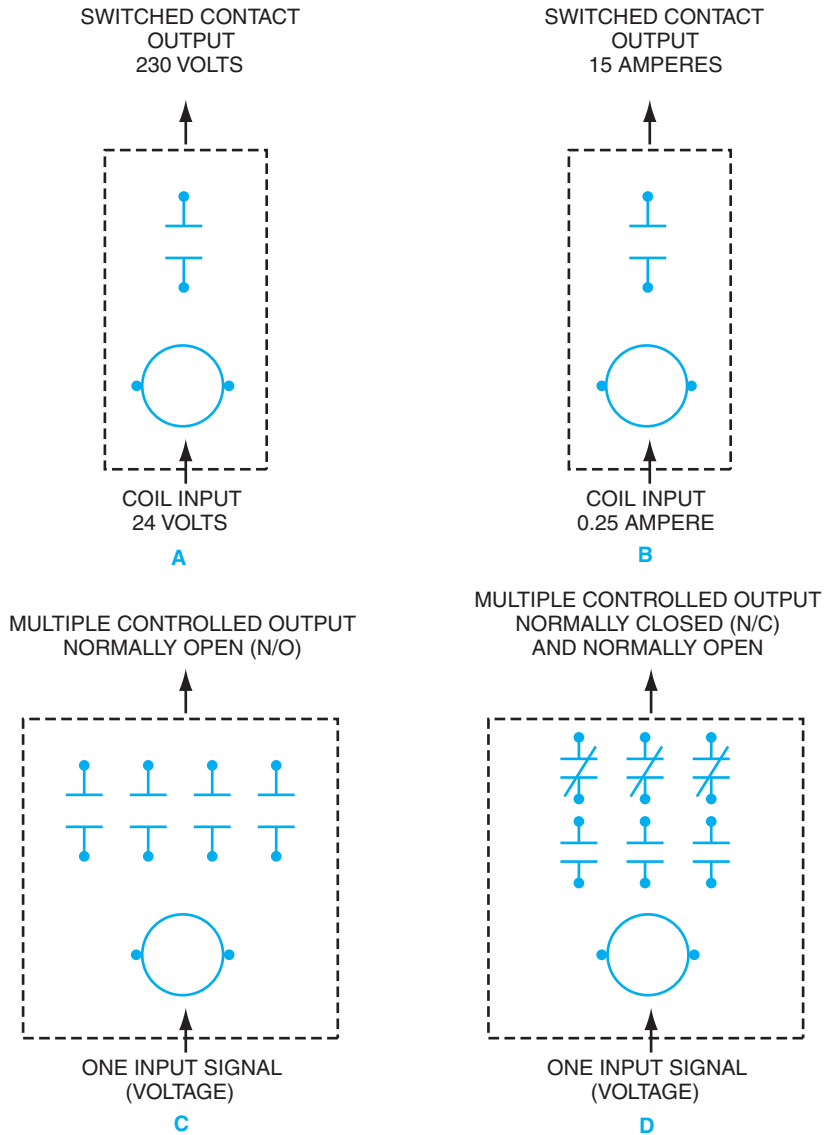 SWITCHED CONTACT
OUTPUT
230 VOLTS
COIL INPUT
24 VOLTS
A
SWITCHED CONTACT
OUTPUT
15 AMPERES
COIL INPUT
0.25 AMPERE
B
MULTIPLE CONTROLLED OUTPUT
NORMALLY OPEN (N/O)
ONE INPUT SIGNAL
(VOLTAGE)
C
MULTIPLE CONTROLLED OUTPUT
NORMALLY CLOSED (N/C)
AND NORMALLY OPEN
ONE INPUT SIGNAL
(VOLTAGE)
D